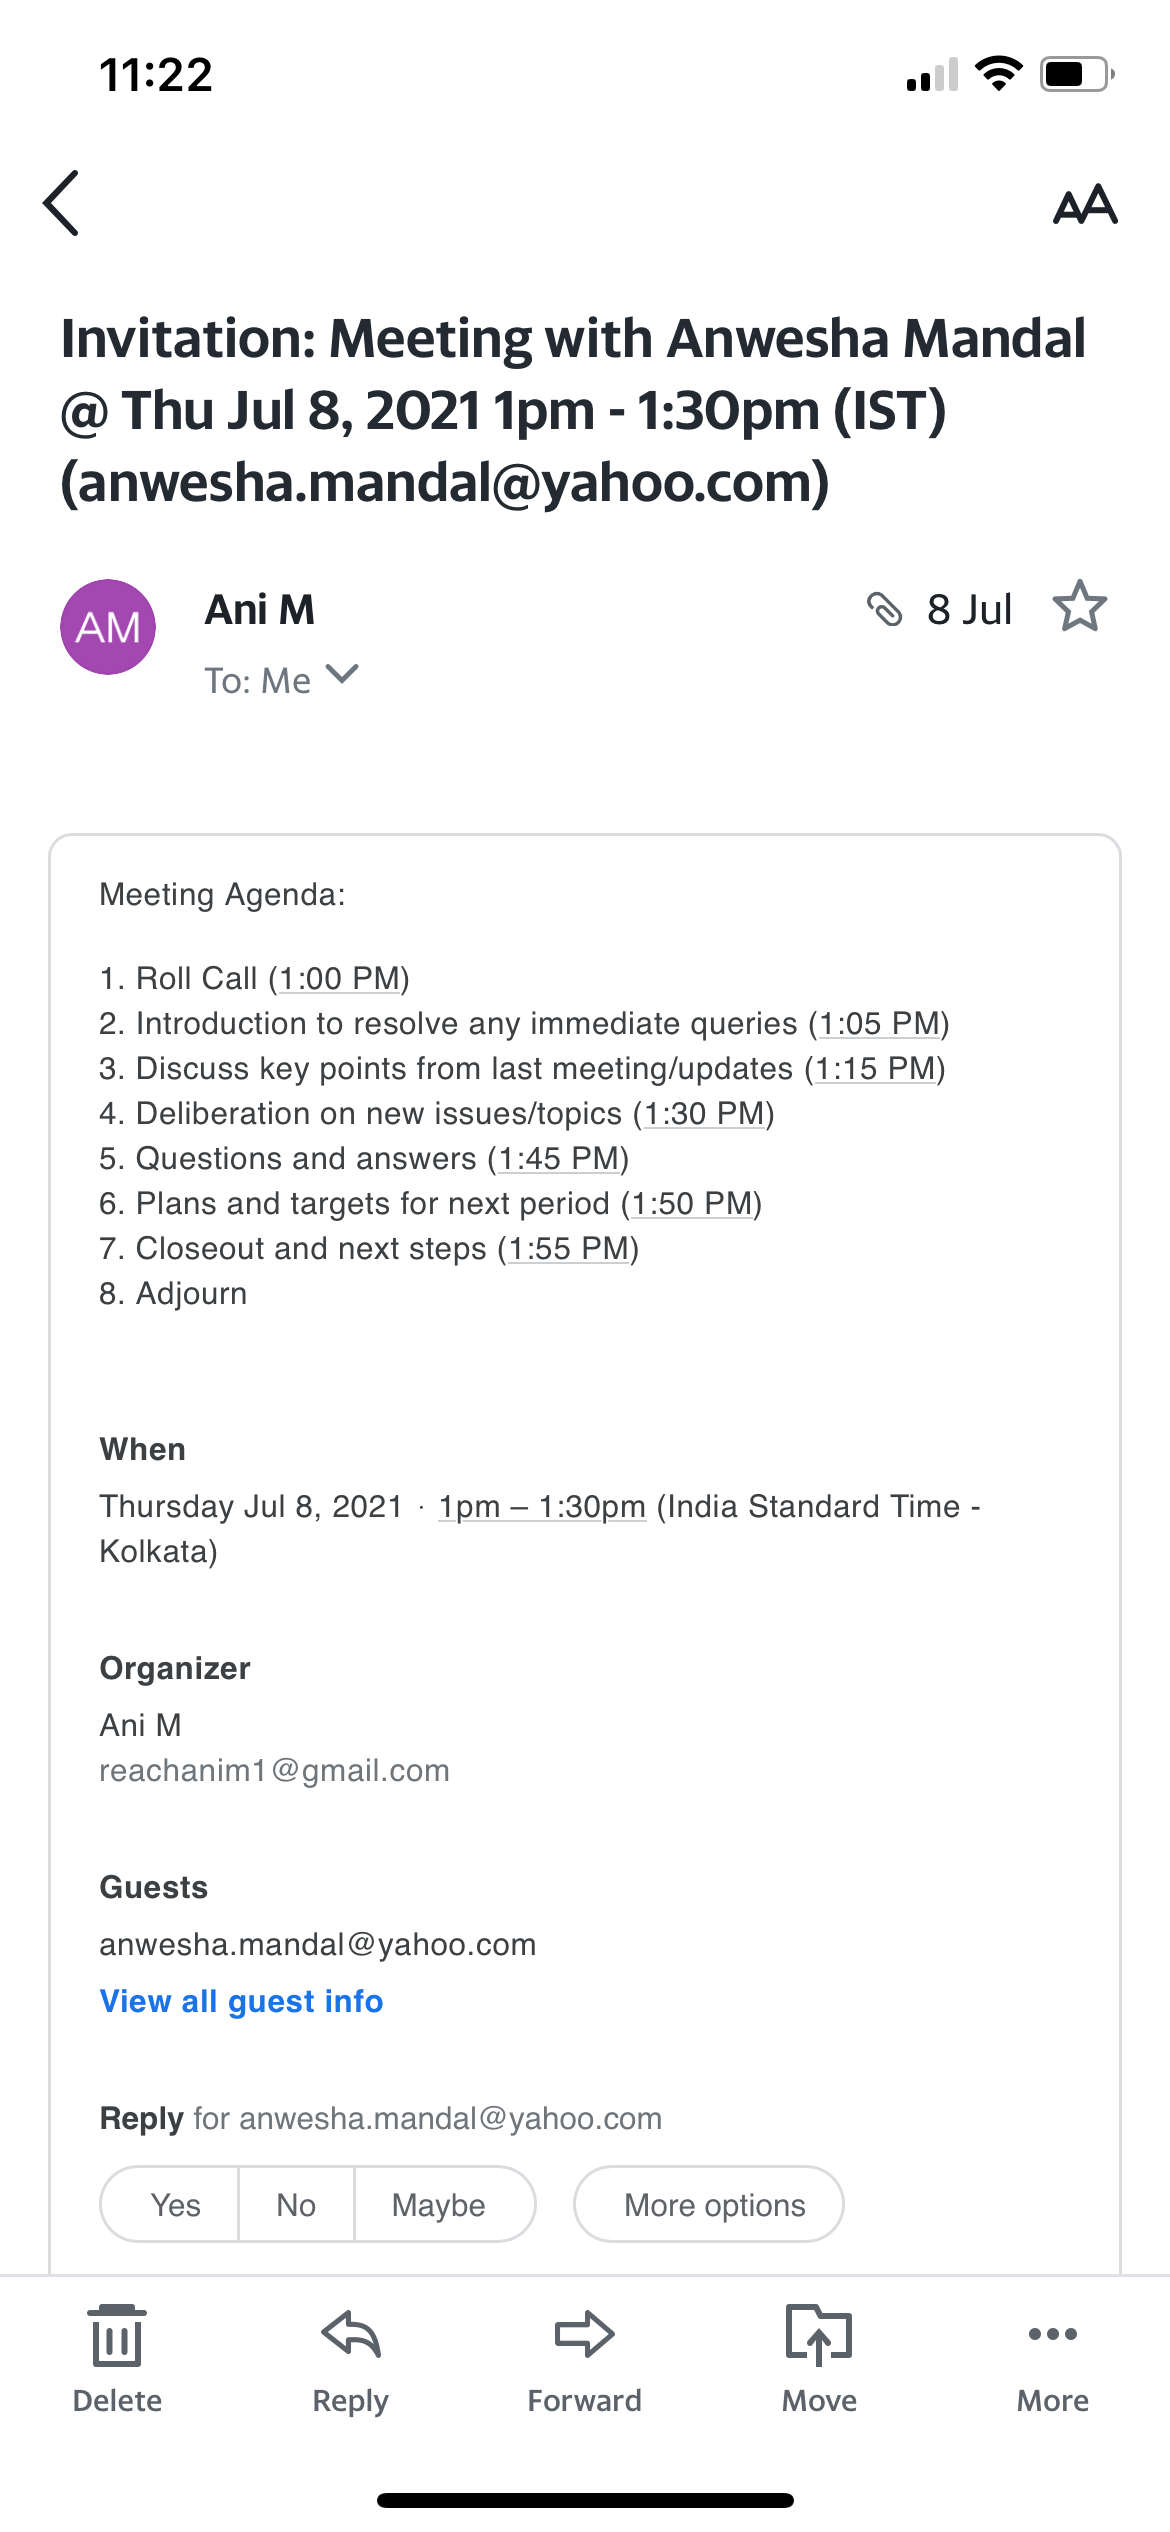 11:22
AA
Invitation: Meeting with Anwesha Mandal
@ Thu Jul 8, 2021 1pm - 1:30pm (IST)
(anwesha.mandal@yahoo.com)
AM
Ani M
8 Jul
To: Me
Meeting Agenda:
1. Roll Call (1:00 PM)
2. Introduction to resolve any immediate queries (1:05 PM)
3. Discuss key points from last meeting/updates (1:15 PM)
4. Deliberation on new issues/topics (1:30 PM)
5. Questions and answers (1:45 PM)
6. Plans and targets for next period (1:50 PM)
7. Closeout and next steps (1:55 PM)
8. Adjourn
When
Thursday Jul 8, 2021 · 1pm – 1:30pm (India Standard Time -
Kolkata)
Organizer
Ani M
reachanim1@gmail.com
Guests
anwesha.mandal@yahoo.com
View all guest info
Reply for anwesha.mandal@yahoo.com
Yes No Maybe More options
Delete Reply Forward Move More